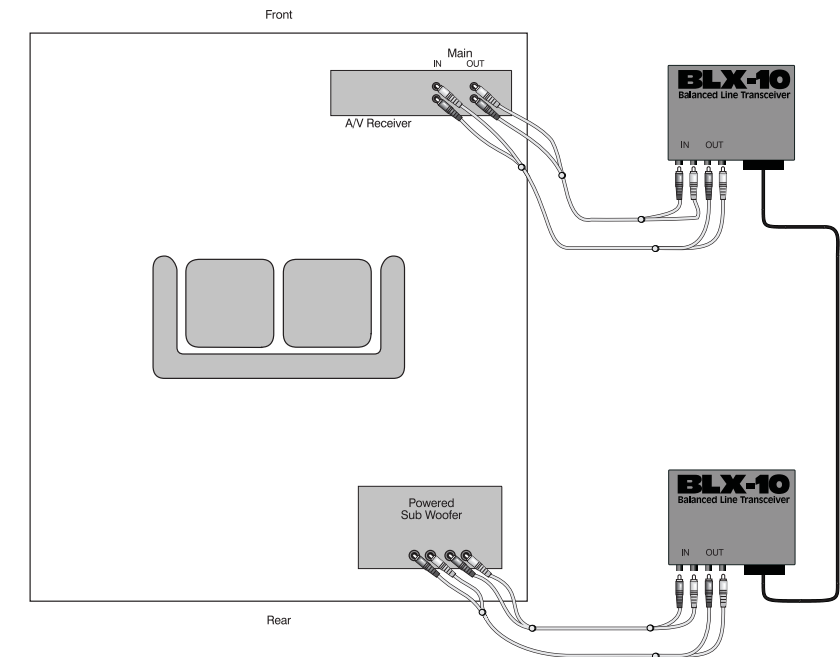 Front
Main
IN OUT
A/V Receiver
BLX-10
Balanced Line Transceiver
IN OUT
Powered
Sub Woofer
BLX-10
Balanced Line Transceiver
IN OUT
Rear